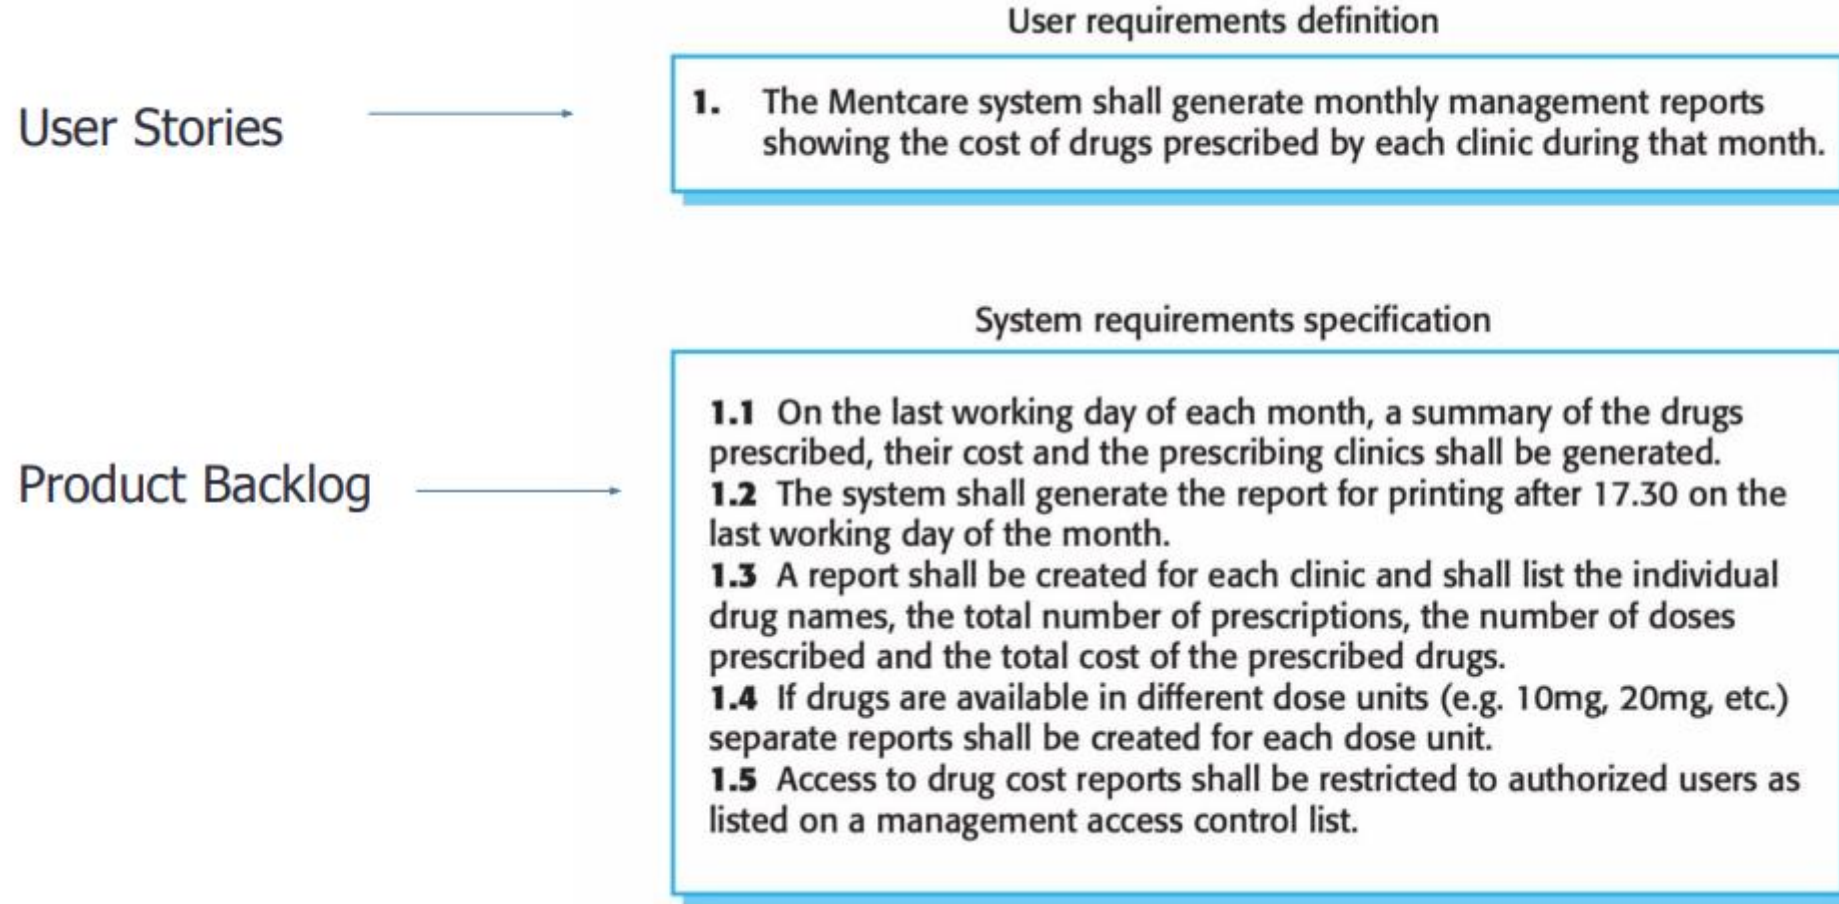 User requirements definition
User Stories
1. The Mentcare system shall generate monthly management reports
showing the cost of drugs prescribed by each clinic during that month.
System requirements specification
Product Backlog
1.1 On the last working day of each month, a summary of the drugs
prescribed, their cost and the prescribing clinics shall be generated.
1.2 The system shall generate the report for printing after 17.30 on the
last working day of the month.
1.3 A report shall be created for each clinic and shall list the individual
drug names, the total number of prescriptions, the number of doses
prescribed and the total cost of the prescribed drugs.
1.4 If drugs are available in different dose units (e.g. 10mg, 20mg, etc.)
separate reports shall be created for each dose unit.
1.5 Access to drug cost reports shall be restricted to authorized users as
listed on a management access control list.